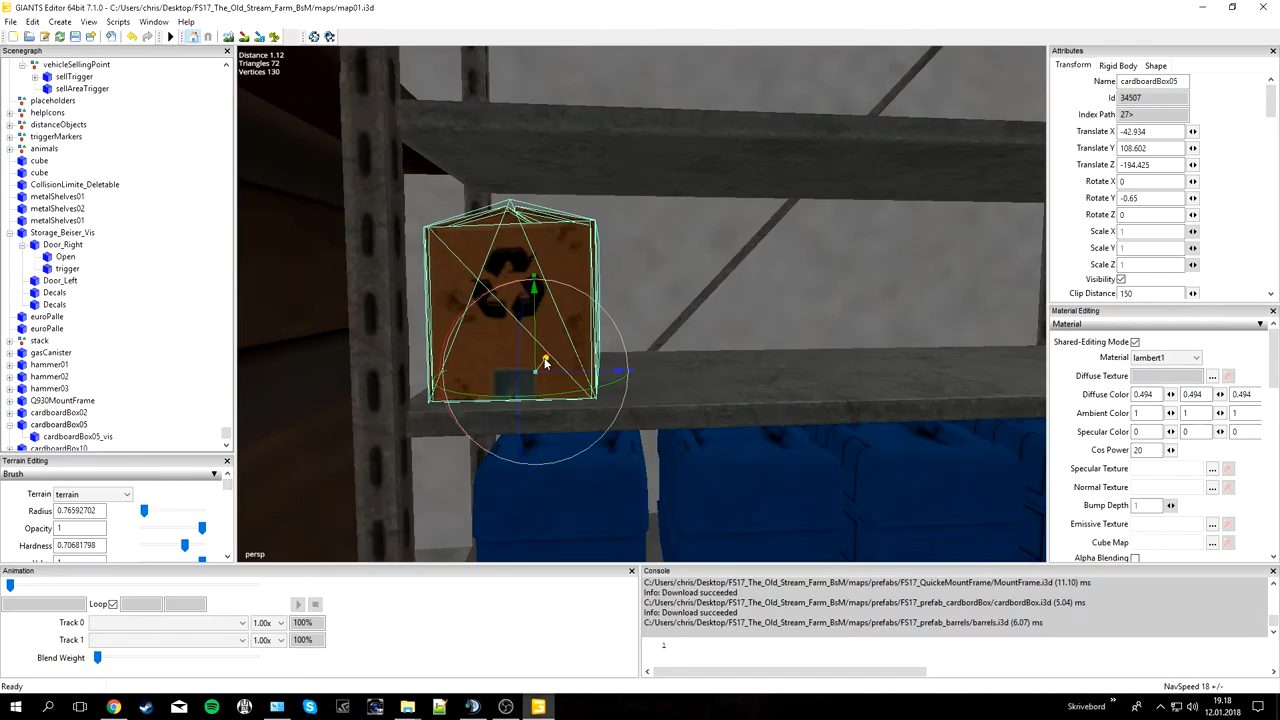 GIANTS Editor 64bit 7.1.0 - C:/Users/chris/Desktop/FS17_The_Old_Stream_Farm_BsM/maps/map01.i3d
File Edit Create View Scripts Window Help
Scenegraph
vehicleSellingPoint
sellTrigger
sellAreaTrigger
placeholders
helpIcons
distanceObjects
triggerMarkers
animals
cube
cube
CollisionLimite_Deletable
metalShelves01
metalShelves02
metalShelves01
Storage_Beiser_Vis
Door_Right
Open
trigger
Door_Left
Decals
Decals
euroPalle
euroPalle
stack
gasCanister
hammer01
hammer02
hammer03
Q930MountFrame
cardboardBox02
cardboardBox05
cardboardBox05_vis
cardboardBox10
Terrain Editing
Brush
Terrain terrain
Radius 0.76592702
Opacity 1
Hardness 0.70681798
Distance 1.12
Triangles 72
Vertices 130
persp
Attributes
Transform Rigid Body Shape
Name cardboardBox05
Id 34507
Index Path 27>
Translate X -42.934
Translate Y 108.602
Translate Z -194.425
Rotate X 0
Rotate Y -0.65
Rotate Z 0
Scale X 1
Scale Y 1
Scale Z 1
Visibility
Clip Distance 150
Material Editing
Material
Shared-Editing Mode
Material lambert1
Diffuse Texture ...
Diffuse Color 0.494 0.494 0.494
Ambient Color 1 1 1
Specular Color 0 0 0
Cos Power 20
Specular Texture ...
Normal Texture ...
Bump Depth 1
Emissive Texture ...
Cube Map ...
Alpha Blending
Animation
Loop
Track 0 1.00x 100%
Track 1 1.00x 100%
Blend Weight
Console
C:/Users/chris/Desktop/FS17_The_Old_Stream_Farm_BsM/maps/prefabs/FS17_QuickeMountFrame/MountFrame.i3d (11.10) ms
Info: Download succeeded
C:/Users/chris/Desktop/FS17_The_Old_Stream_Farm_BsM/maps/prefabs/FS17_prefab_cardbordBox/cardbordBox.i3d (5.04) ms
Info: Download succeeded
C:/Users/chris/Desktop/FS17_The_Old_Stream_Farm_BsM/maps/prefabs/FS17_prefab_barrels/barrels.i3d (6.07) ms
1
Ready
NavSpeed 18 +/-
Skrivebord
19.18
12.01.2018